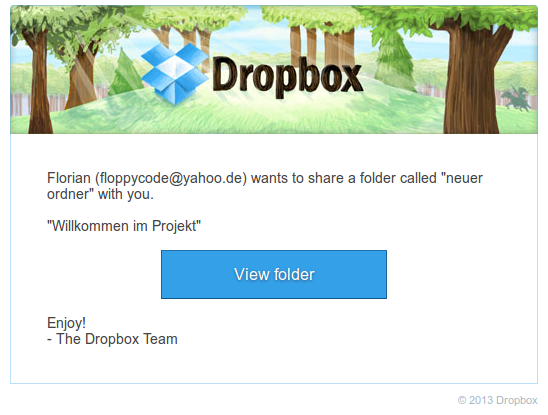 Dropbox
Florian (floppycode@yahoo.de) wants to share a folder called "neuer
ordner" with you.
"Willkommen im Projekt"
View folder
Enjoy!
- The Dropbox Team
© 2013 Dropbox